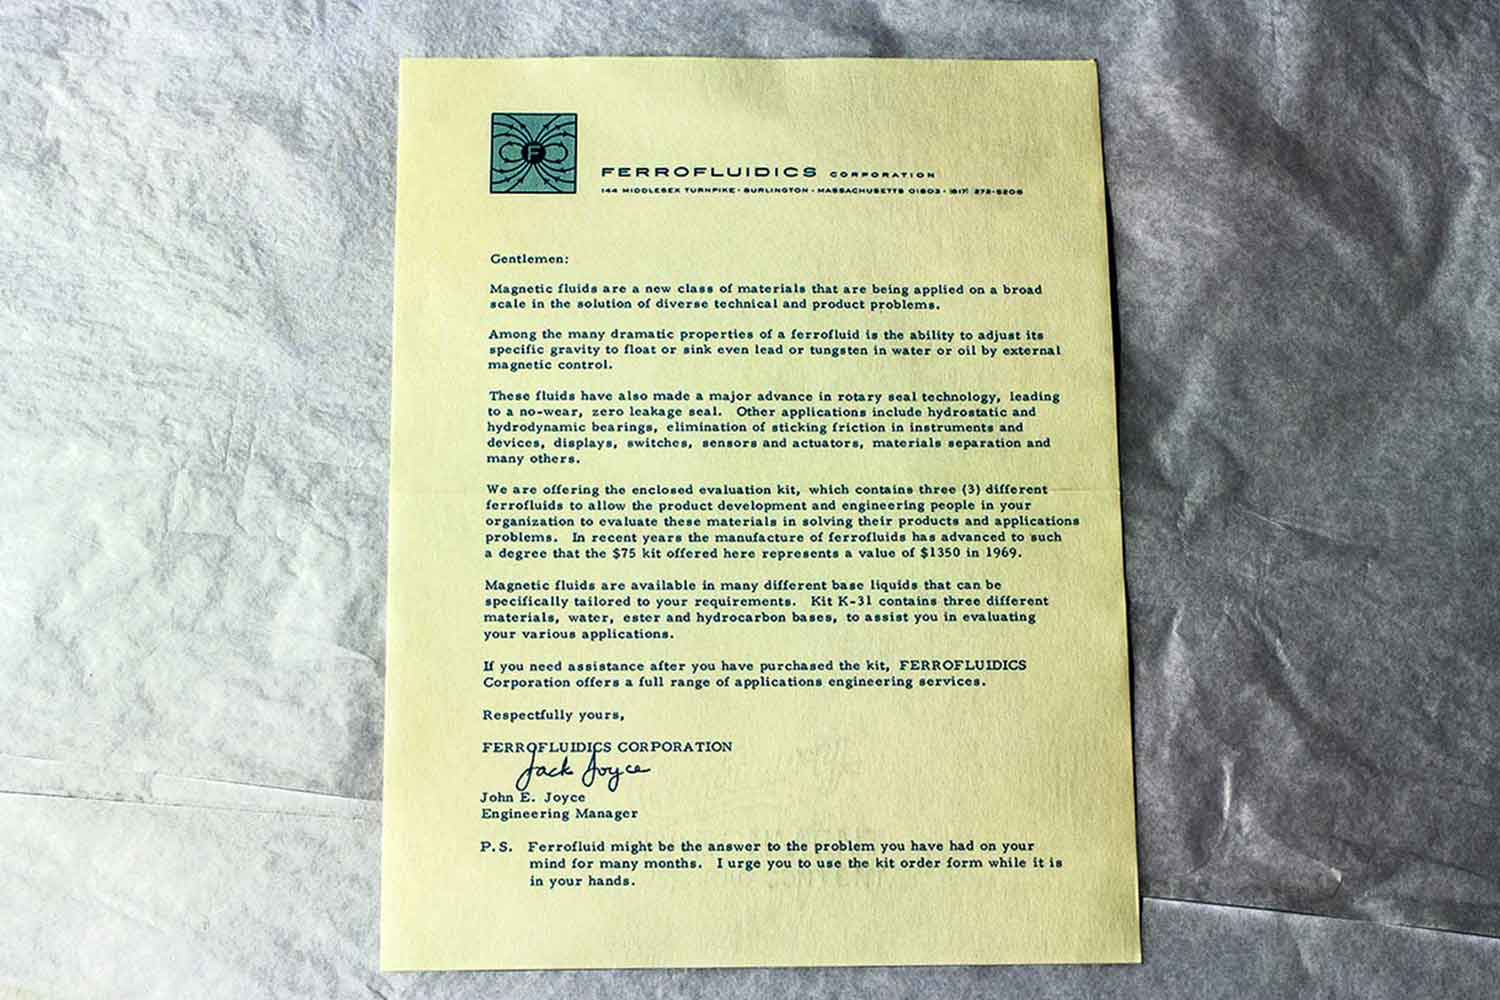 F
FERROFLUIDICS CORPORATION
144 MIDDLESEX TURNPIKE · BURLINGTON · MASSACHUSETTS 01803 · (617) 272-5206
Gentlemen:
Magnetic fluids are a new class of materials that are being applied on a broad
scale in the solution of diverse technical and product problems.
Among the many dramatic properties of a ferrofluid is the ability to adjust its
specific gravity to float or sink even lead or tungsten in water or oil by external
magnetic control.
These fluids have also made a major advance in rotary seal technology, leading
to a no-wear, zero leakage seal. Other applications include hydrostatic and
hydrodynamic bearings, elimination of sticking friction in instruments and
devices, displays, switches, sensors and actuators, materials separation and
many others.
We are offering the enclosed evaluation kit, which contains three (3) different
ferrofluids to allow the product development and engineering people in your
organization to evaluate these materials in solving their products and applications
problems. In recent years the manufacture of ferrofluids has advanced to such
a degree that the $75 kit offered here represents a value of $1350 in 1969.
Magnetic fluids are available in many different base liquids that can be
specifically tailored to your requirements. Kit K-31 contains three different
materials, water, ester and hydrocarbon bases, to assist you in evaluating
your various applications.
If you need assistance after you have purchased the kit, FERROFLUIDICS
Corporation offers a full range of applications engineering services.
Respectfully yours,
FERROFLUIDICS CORPORATION
Jack Joyce
John E. Joyce
Engineering Manager
P.S. Ferrofluid might be the answer to the problem you have had on your
mind for many months. I urge you to use the kit order form while it is
in your hands.